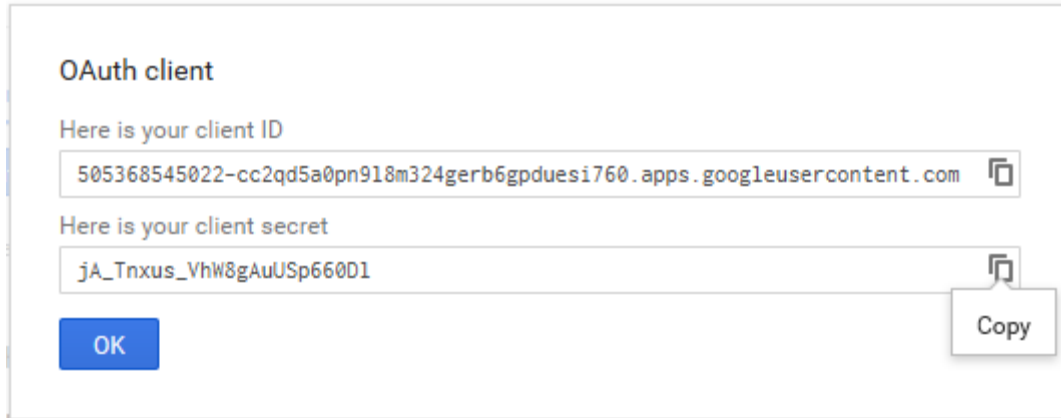 OAuth client
Here is your client ID
505368545022-cc2qd5a0pn9l8m324gerb6gpduesi760.apps.googleusercontent.com
Here is your client secret
jA_Tnxus_VhW8gAuUSp660Dl
Copy
OK